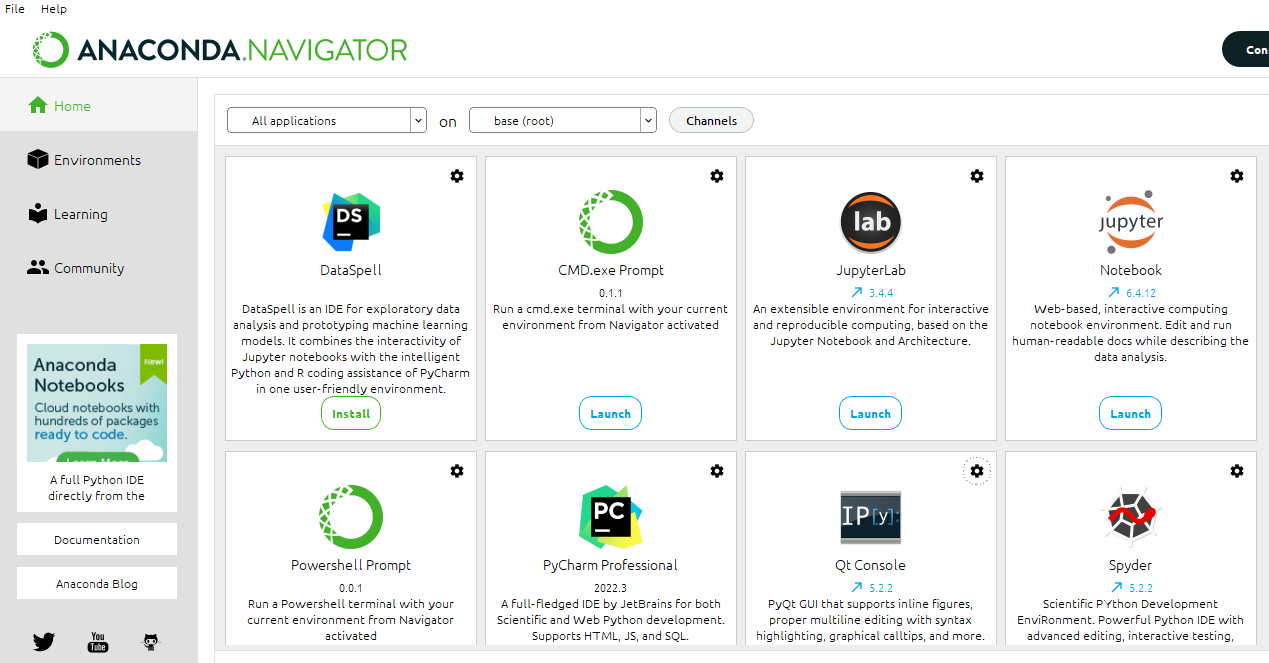 File Help
ANACONDA.NAVIGATOR
Con
Home
Environments
Learning
Community
Anaconda
Notebooks
New!
Cloud notebooks with
hundreds of packages
ready to code.
Learn More
A full Python IDE
directly from the
Documentation
Anaconda Blog
You
Tube
All applications on base (root) Channels
DS
DataSpell
DataSpell is an IDE for exploratory data
analysis and prototyping machine learning
models. It combines the interactivity of
Jupyter notebooks with the intelligent
Python and R coding assistance of PyCharm
in one user-friendly environment.
Install
CMD.exe Prompt
0.1.1
Run a cmd.exe terminal with your current
environment from Navigator activated
Launch
lab
JupyterLab
3.4.4
An extensible environment for interactive
and reproducible computing, based on the
Jupyter Notebook and Architecture.
Launch
jupyter
Notebook
6.4.12
Web-based, interactive computing
notebook environment. Edit and run
human-readable docs while describing the
data analysis.
Launch
Powershell Prompt
0.0.1
Run a Powershell terminal with your
current environment from Navigator
activated
PC
PyCharm Professional
2022.3
A full-fledged IDE by JetBrains for both
Scientific and Web Python development.
Supports HTML, JS, and SQL.
IP[y]:
Qt Console
5.2.2
PyQt GUI that supports inline figures,
proper multiline editing with syntax
highlighting, graphical calltips, and more.
Spyder
5.2.2
Scientific PYthon Development
EnviRonment. Powerful Python IDE with
advanced editing, interactive testing,